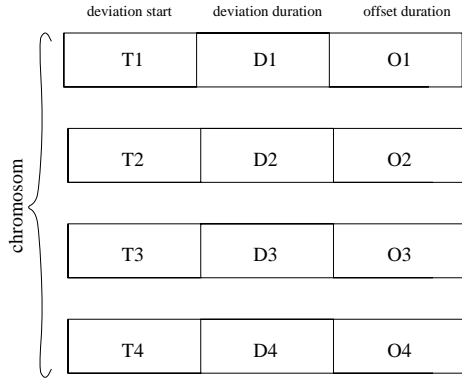 deviation start deviation duration offset duration
T1 D1 O1
T2 D2 O2
chromosom
T3 D3 O3
T4 D4 O4